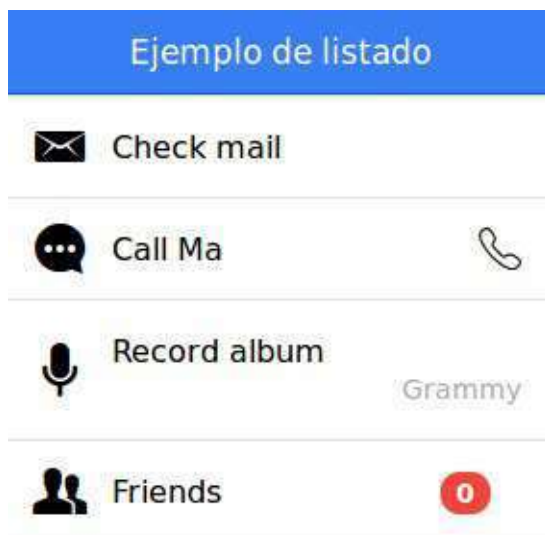 Ejemplo de listado
Check mail
Call Ma
Record album
Grammy
Friends
0